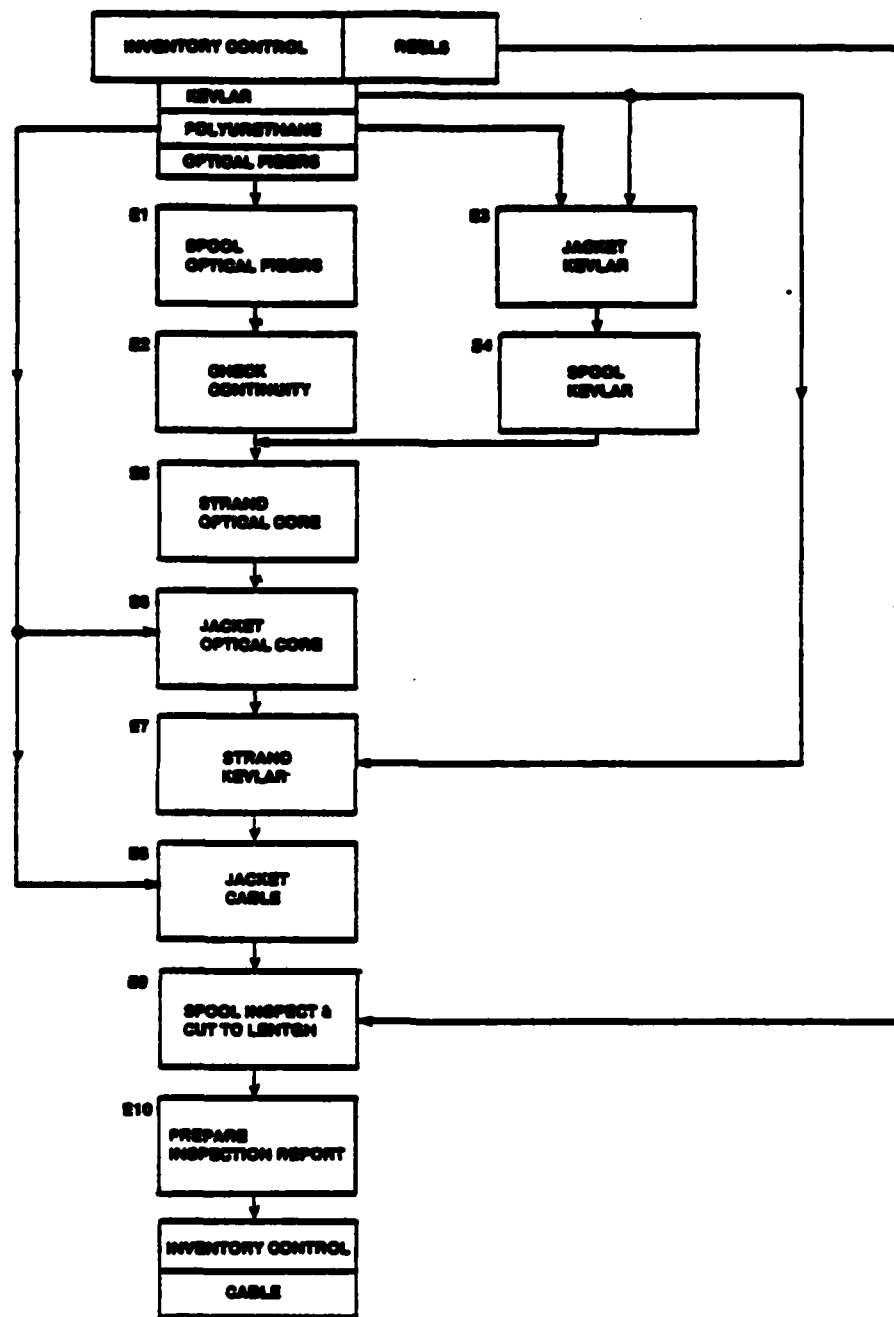 INVENTORY CONTROL
REELS
KEVLAR
POLYURETHANE
OPTICAL FIBERS
E1
SPOOL
OPTICAL FIBERS
E2
CHECK
CONTINUITY
E3
JACKET
KEVLAR
E4
SPOOL
KEVLAR
E5
STRAND
OPTICAL CORE
E6
JACKET
OPTICAL CORE
E7
STRAND
KEVLAR
E8
JACKET
CABLE
E9
SPOOL INSPECT &
CUT TO LENTGH
E10
PREPARE
INSPECTION REPORT
INVENTORY CONTROL
CABLE